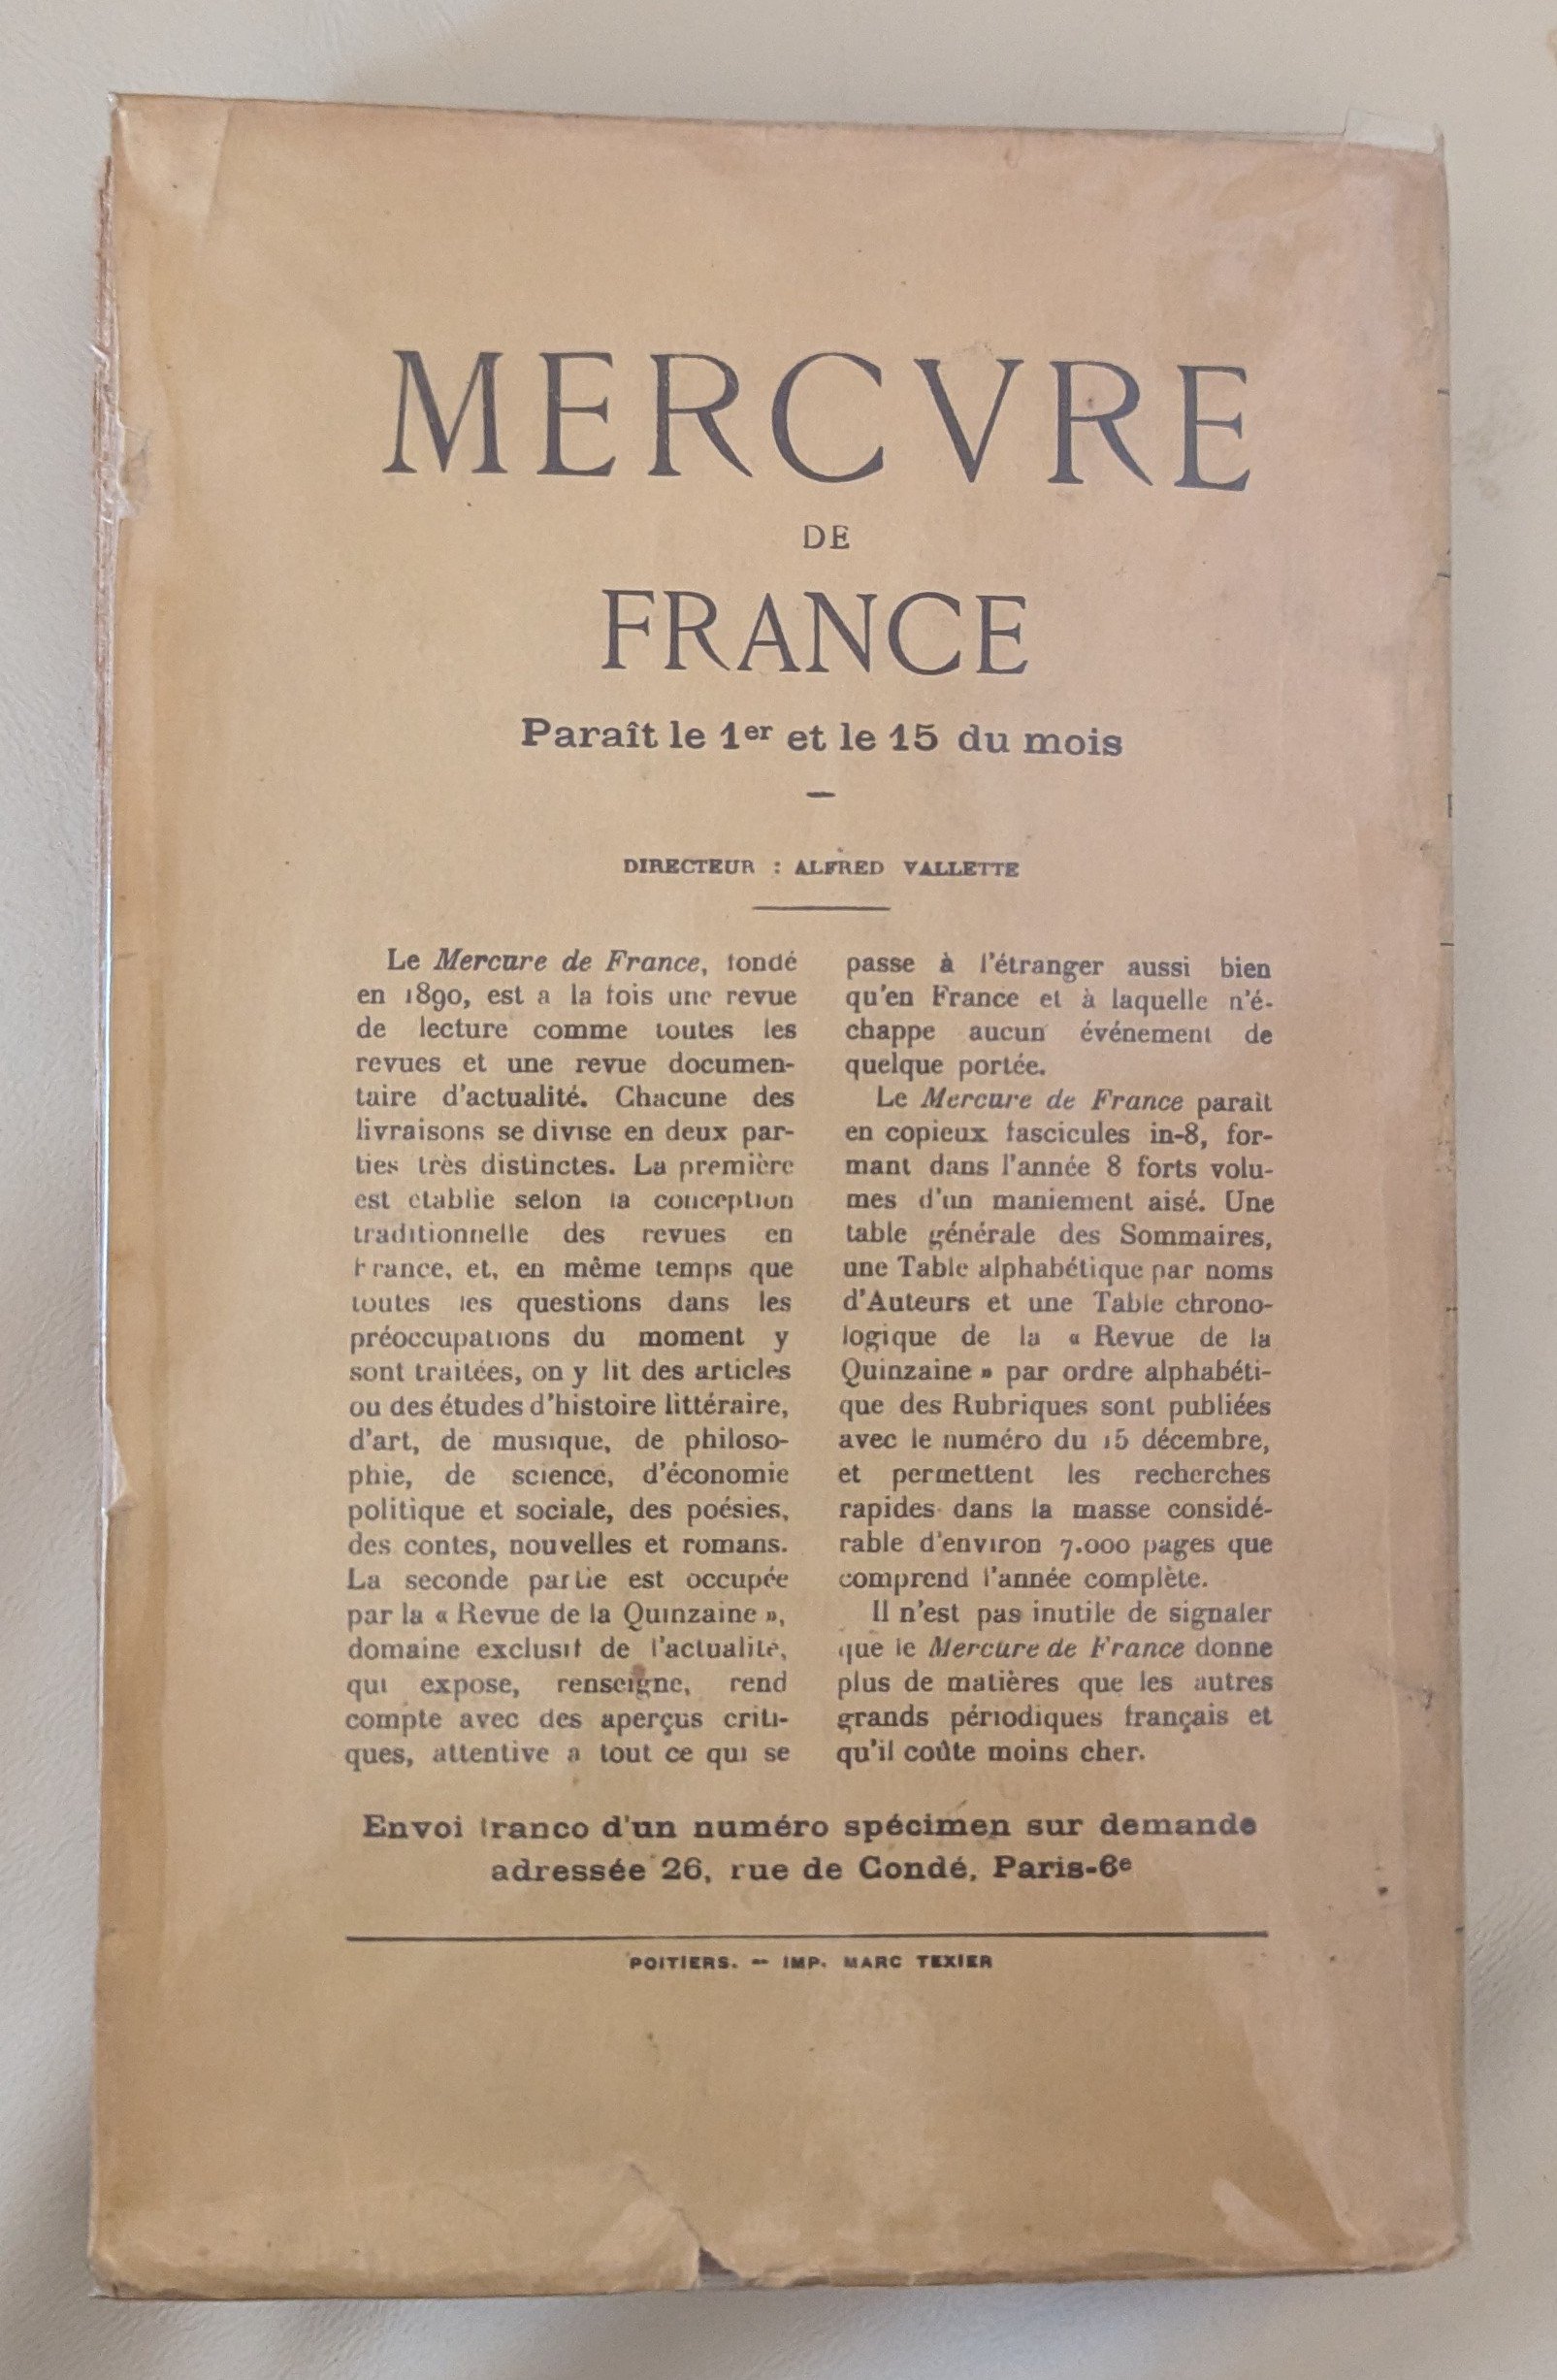 MERCVRE
DE
FRANCE
Paraît le 1er et le 15 du mois
DIRECTEUR : ALFRED VALLETTE
Le Mercure de France, fondé
en 1890, est à la fois une revue
de lecture comme toutes les
revues et une revue documen-
taire d'actualité. Chacune des
livraisons se divise en deux par-
ties très distinctes. La première
est établie selon la conception
traditionnelle des revues en
France, et, en même temps que
toutes les questions dans les
préoccupations du moment y
sont traitées, on y lit des articles
ou des études d'histoire littéraire,
d'art, de musique, de philoso-
phie, de science, d'économie
politique et sociale, des poésies,
des contes, nouvelles et romans.
La seconde partie est occupée
par la « Revue de la Quinzaine »,
domaine exclusif de l'actualité,
qui expose, renseigne, rend
compte avec des aperçus criti-
ques, attentive à tout ce qui se
passe à l'étranger aussi bien
qu'en France et à laquelle n'é-
chappe aucun événement de
quelque portée.
Le Mercure de France paraît
en copieux fascicules in-8, for-
mant dans l'année 8 forts volu-
mes d'un maniement aisé. Une
table générale des Sommaires,
une Table alphabétique par noms
d'Auteurs et une Table chrono-
logique de la « Revue de la
Quinzaine » par ordre alphabéti-
que des Rubriques sont publiées
avec le numéro du 15 décembre,
et permettent les recherches
rapides dans la masse considé-
rable d'environ 7.000 pages que
comprend l'année complète.
Il n'est pas inutile de signaler
que le Mercure de France donne
plus de matières que les autres
grands périodiques français et
qu'il coûte moins cher.
Envoi franco d'un numéro spécimen sur demande
adressée 26, rue de Condé, Paris-6e
POITIERS. — IMP. MARC TEXIER